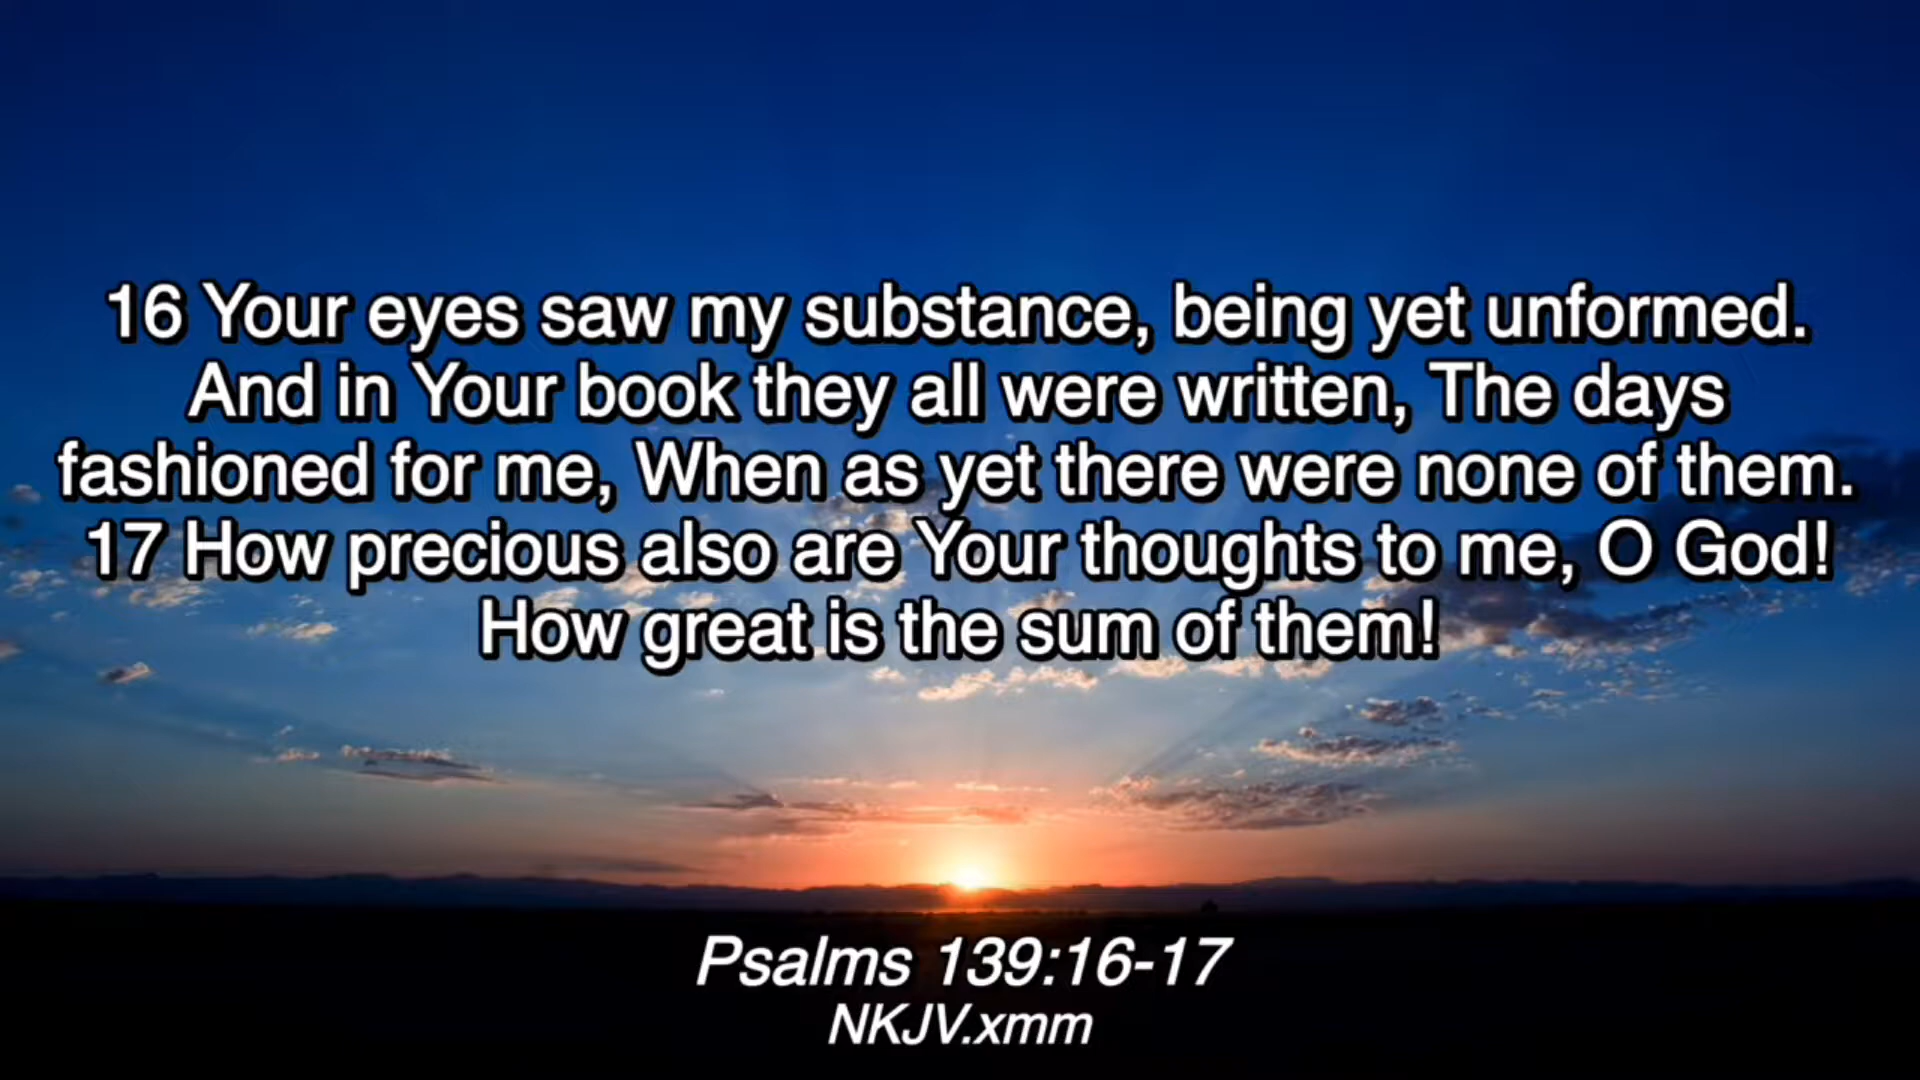 16 Your eyes saw my substance, being yet unformed.
And in Your book they all were written, The days
fashioned for me, When as yet there were none of them.
17 How precious also are Your thoughts to me, O God!
How great is the sum of them!
Psalms 139:16-17
NKJV.xmm